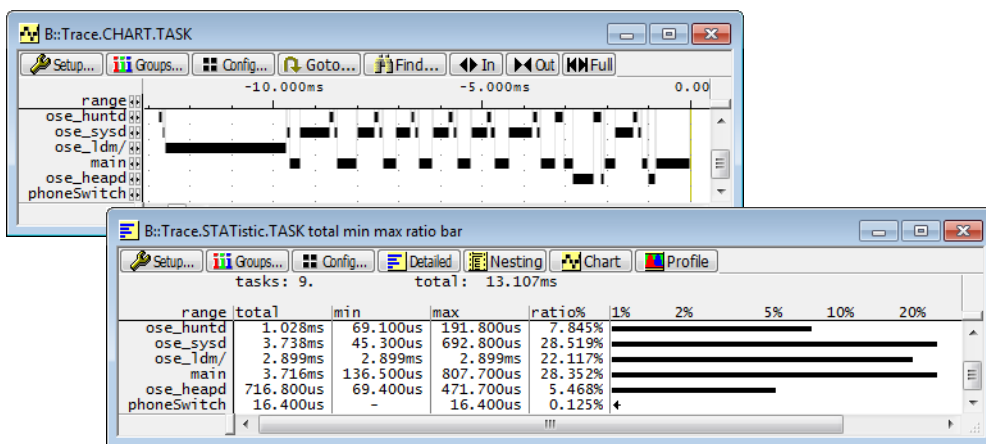 B::Trace.CHART.TASK
Setup... Groups... Config... Goto... Find... In Out Full
-10.000ms -5.000ms 0.00
range
ose_huntd
ose_sysd
ose_ldm/
main
ose_heapd
phoneSwitch
B::Trace.STATistic.TASK total min max ratio bar
Setup... Groups... Config... Detailed Nesting Chart Profile
tasks: 9. total: 13.107ms
range total min max ratio% 1% 2% 5% 10% 20%
ose_huntd 1.028ms 69.100us 191.800us 7.845%
ose_sysd 3.738ms 45.300us 692.800us 28.519%
ose_ldm/ 2.899ms 2.899ms 2.899ms 22.117%
main 3.716ms 136.500us 807.700us 28.352%
ose_heapd 716.800us 69.400us 471.700us 5.468%
phoneSwitch 16.400us - 16.400us 0.125%